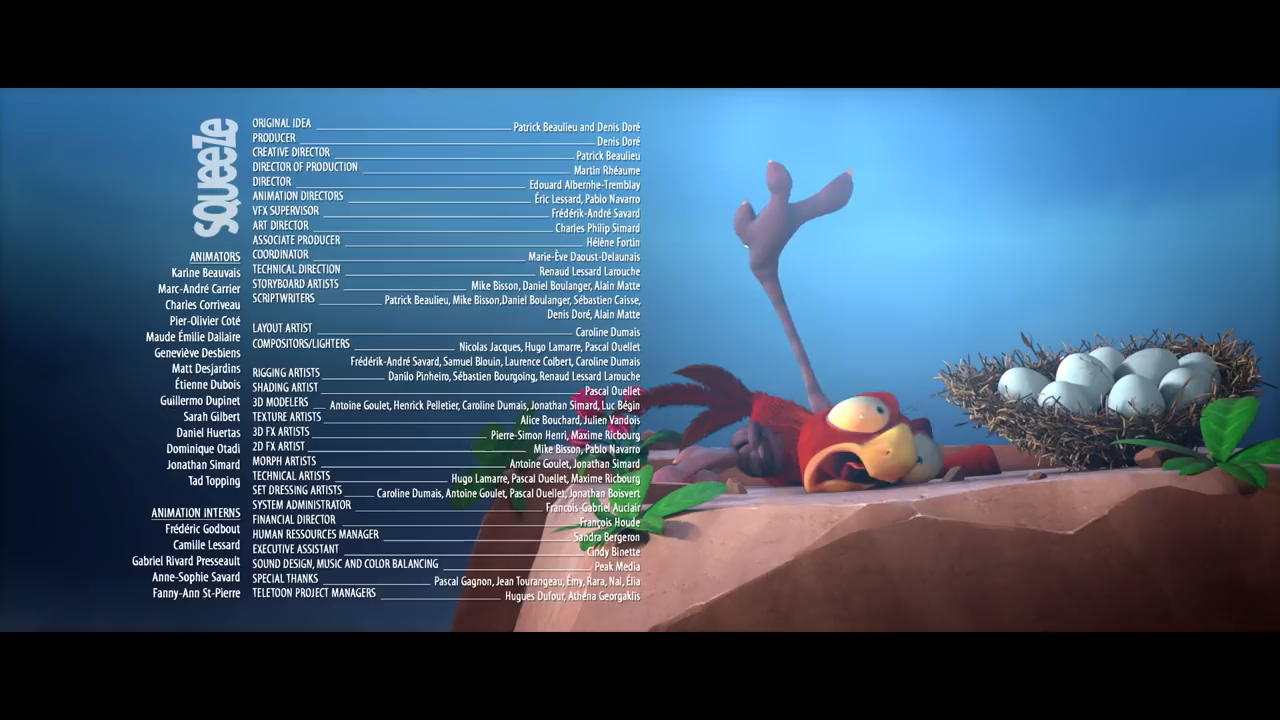 squeeze
ANIMATORS
Karine Beauvais
Marc-André Carrier
Charles Corriveau
Pier-Olivier Coté
Maude Émilie Dallaire
Geneviève Desbiens
Matt Desjardins
Étienne Dubois
Guillermo Dupinet
Sarah Gilbert
Daniel Huertas
Dominique Otadi
Jonathan Simard
Tad Topping
ANIMATION INTERNS
Frédéric Godbout
Camille Lessard
Gabriel Rivard Presseault
Anne-Sophie Savard
Fanny-Ann St-Pierre
ORIGINAL IDEA Patrick Beaulieu and Denis Doré
PRODUCER Denis Doré
CREATIVE DIRECTOR Patrick Beaulieu
DIRECTOR OF PRODUCTION Martin Rhéaume
DIRECTOR Edouard Albernhe-Tremblay
ANIMATION DIRECTORS Éric Lessard, Pablo Navarro
VFX SUPERVISOR Frédérik-André Savard
ART DIRECTOR Charles Philip Simard
ASSOCIATE PRODUCER Hélène Fortin
COORDINATOR Marie-Ève Daoust-Delaunais
TECHNICAL DIRECTION Renaud Lessard Larouche
STORYBOARD ARTISTS Mike Bisson, Daniel Boulanger, Alain Matte
SCRIPTWRITERS Patrick Beaulieu, Mike Bisson,Daniel Boulanger, Sébastien Caisse,
Denis Doré, Alain Matte
LAYOUT ARTIST Caroline Dumais
COMPOSITORS/LIGHTERS Nicolas Jacques, Hugo Lamarre, Pascal Ouellet
Frédérik-André Savard, Samuel Blouin, Laurence Colbert, Caroline Dumais
RIGGING ARTISTS Danilo Pinheiro, Sébastien Bourgoing, Renaud Lessard Larouche
SHADING ARTIST Pascal Ouellet
3D MODELERS Antoine Goulet, Henrick Pelletier, Caroline Dumais, Jonathan Simard, Luc Bégin
TEXTURE ARTISTS Alice Bouchard, Julien Vandois
3D FX ARTISTS Pierre-Simon Henri, Maxime Ricbourg
2D FX ARTIST Mike Bisson, Pablo Navarro
MORPH ARTISTS Antoine Goulet, Jonathan Simard
TECHNICAL ARTISTS Hugo Lamarre, Pascal Ouellet, Maxime Ricbourg
SET DRESSING ARTISTS Caroline Dumais, Antoine Goulet, Pascal Ouellet, Jonathan Boisvert
SYSTEM ADMINISTRATOR Francois-Gabriel Auclair
FINANCIAL DIRECTOR François Houde
HUMAN RESSOURCES MANAGER Sandra Bergeron
EXECUTIVE ASSISTANT Cindy Binette
SOUND DESIGN, MUSIC AND COLOR BALANCING Peak Media
SPECIAL THANKS Pascal Gagnon, Jean Tourangeau, Émy, Rara, Nal, Élia
TELETOON PROJECT MANAGERS Hugues Dufour, Athéna Georgaklis